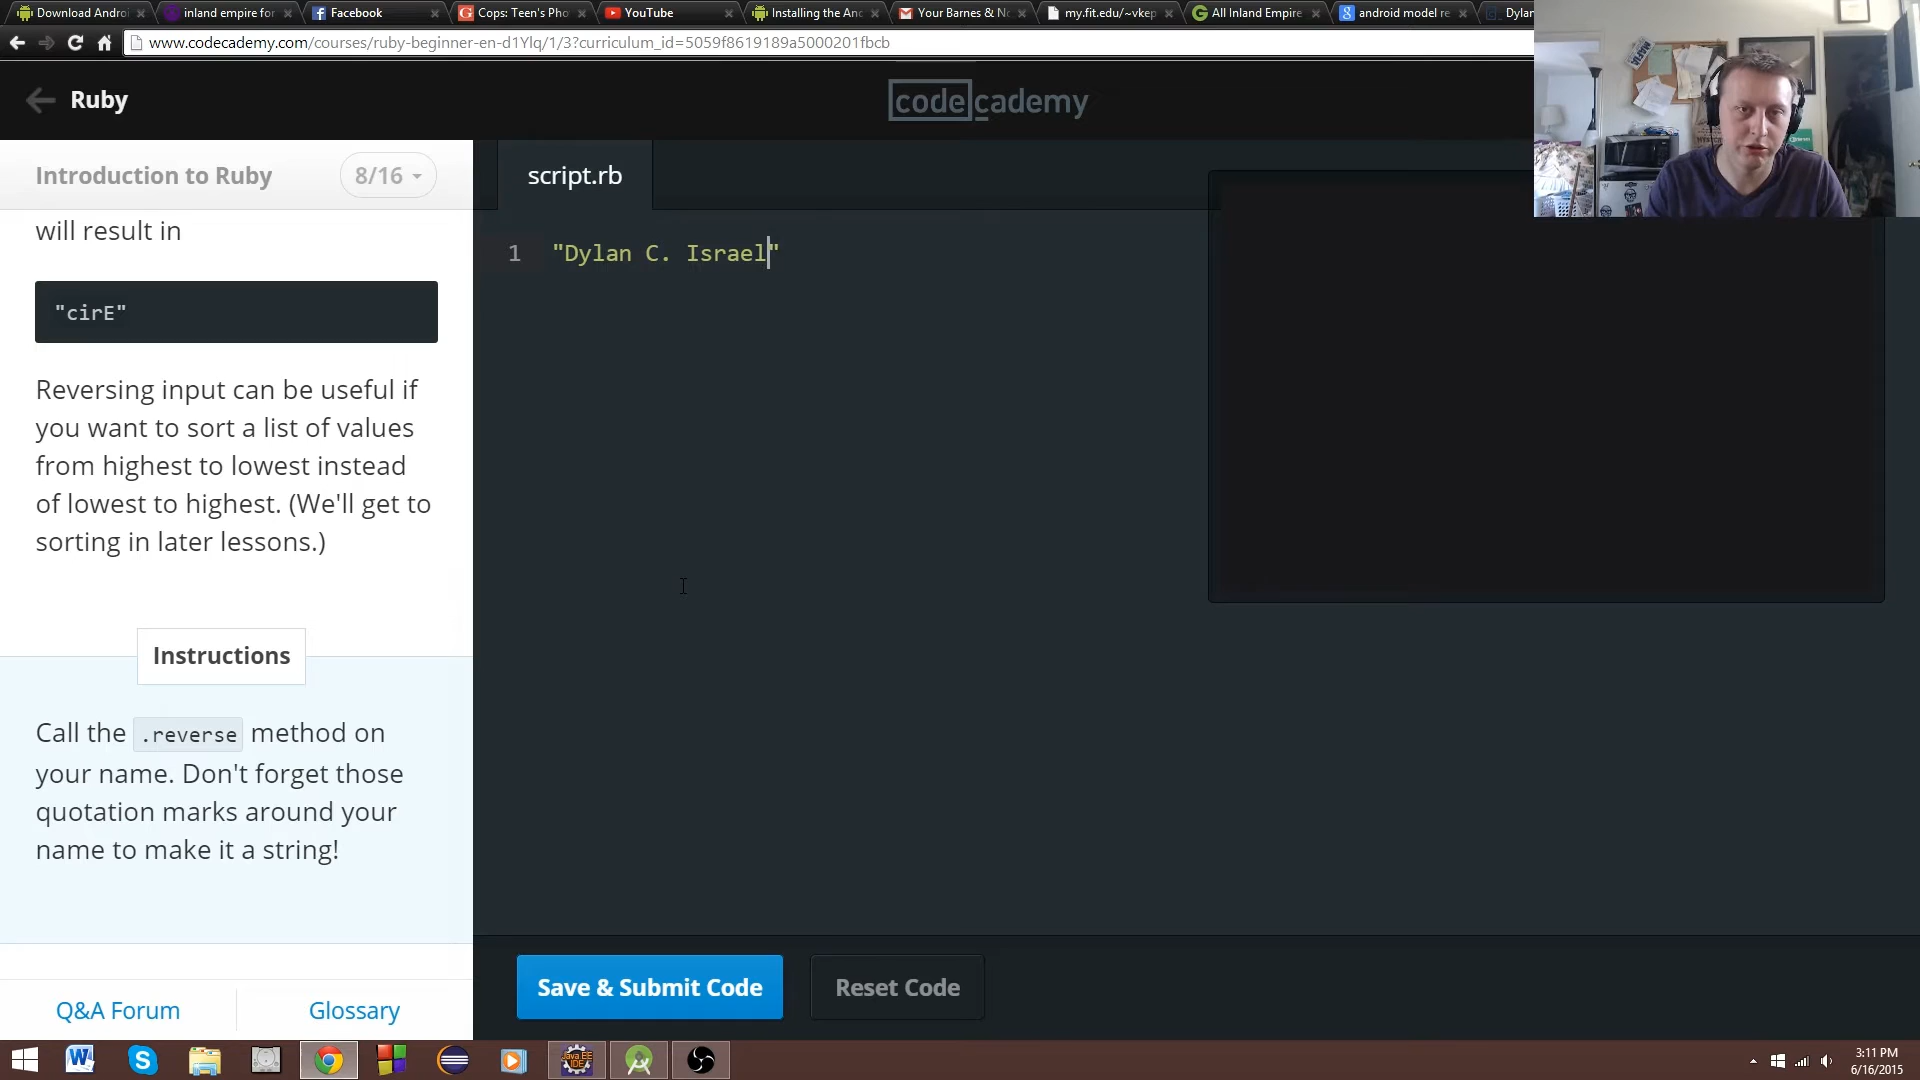 Download Androi
inland empire for
Facebook
Cops: Teen's Pho
YouTube
Installing the And
Your Barnes & No
my.fit.edu/~vkep
All Inland Empire
android model re
Dylan
www.codecademy.com/courses/ruby-beginner-en-d1Ylq/1/3?curriculum_id=5059f8619189a5000201fbcb
Ruby
codecademy
Introduction to Ruby
8/16
script.rb
will result in
"cirE"
Reversing input can be useful if
you want to sort a list of values
from highest to lowest instead
of lowest to highest. (We'll get to
sorting in later lessons.)
Instructions
Call the .reverse method on
your name. Don't forget those
quotation marks around your
name to make it a string!
Q&A Forum
Glossary
1 "Dylan C. Israel"
Save & Submit Code
Reset Code
MAFIA
Java EE
IDE
3:11 PM
6/16/2015